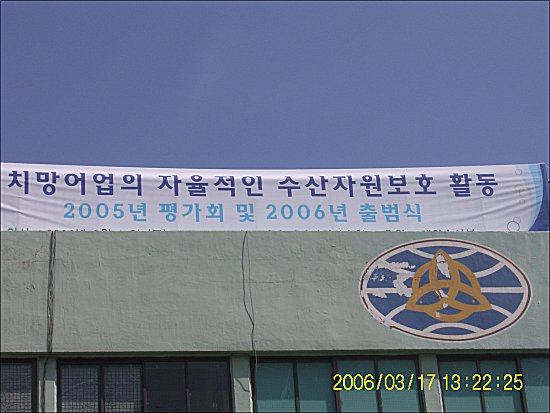 치망어업의 자율적인 수산자원보호 활동
2005년 평가회 및 2006년 출범식
2006/03/17 13:22:25